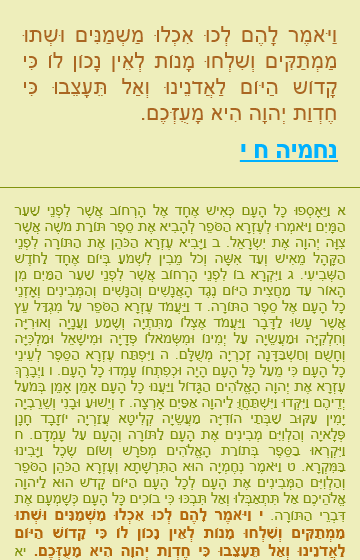 וַיֹּאמֶר לָהֶם לְכוּ אִכְלוּ מַשְׁמַנִּים וּשְׁתוּ
מַמְתַקִּים וְשִׁלְחוּ מָנוֹת לְאֵין נָכוֹן לוֹ כִּי
קָדוֹשׁ הַיּוֹם לַאֲדֹנֵינוּ וְאַל תֵּעָצֵבוּ כִּי
חֶדְוַת יְהוָה הִיא מָעֻזְּכֶם.
נחמיה ח י
א וַיֵּאָסְפוּ כָל הָעָם כְּאִישׁ אֶחָד אֶל הָרְחוֹב אֲשֶׁר לִפְנֵי שַׁעַר
הַמָּיִם וַיֹּאמְרוּ לְעֶזְרָא הַסֹּפֵר לְהָבִיא אֶת סֵפֶר תּוֹרַת מֹשֶׁה אֲשֶׁר
צִוָּה יְהוָה אֶת יִשְׂרָאֵל. ב וַיָּבִיא עֶזְרָא הַכֹּהֵן אֶת הַתּוֹרָה לִפְנֵי
הַקָּהָל מֵאִישׁ וְעַד אִשָּׁה וְכֹל מֵבִין לִשְׁמֹעַ בְּיוֹם אֶחָד לַחֹדֶשׁ
הַשְּׁבִיעִי. ג וַיִּקְרָא בוֹ לִפְנֵי הָרְחוֹב אֲשֶׁר לִפְנֵי שַׁעַר הַמַּיִם מִן
הָאוֹר עַד מַחֲצִית הַיּוֹם נֶגֶד הָאֲנָשִׁים וְהַנָּשִׁים וְהַמְּבִינִים וְאָזְנֵי
כָל הָעָם אֶל סֵפֶר הַתּוֹרָה. ד וַיַּעֲמֹד עֶזְרָא הַסֹּפֵר עַל מִגְדַּל עֵץ
אֲשֶׁר עָשׂוּ לַדָּבָר וַיַּעֲמֹד אֶצְלוֹ מַתִּתְיָה וְשֶׁמַע וַעֲנָיָה וְאוּרִיָּה
וְחִלְקִיָּה וּמַעֲשֵׂיָה עַל יְמִינוֹ וּמִשְּׂמֹאלוֹ פְּדָיָה וּמִישָׁאֵל וּמַלְכִּיָּה
וְחָשֻׁם וְחַשְׁבַּדָּנָה זְכַרְיָה מְשֻׁלָּם. ה וַיִּפְתַּח עֶזְרָא הַסֵּפֶר לְעֵינֵי
כָל הָעָם כִּי מֵעַל כָּל הָעָם הָיָה וּכְפִתְחוֹ עָמְדוּ כָל הָעָם. ו וַיְבָרֶךְ
עֶזְרָא אֶת יְהוָה הָאֱלֹהִים הַגָּדוֹל וַיַּעֲנוּ כָל הָעָם אָמֵן אָמֵן בְּמֹעַל
יְדֵיהֶם וַיִּקְּדוּ וַיִּשְׁתַּחֲוֻּ לַיהוָה אַפַּיִם אָרְצָה. ז וְיֵשׁוּעַ וּבָנִי וְשֵׁרֵבְיָה
יָמִין עַקּוּב שַׁבְּתַי הוֹדִיָּה מַעֲשֵׂיָה קְלִיטָא עֲזַרְיָה יוֹזָבָד חָנָן
פְּלָאיָה וְהַלְוִיִּם מְבִינִים אֶת הָעָם לַתּוֹרָה וְהָעָם עַל עָמְדָם. ח
וַיִּקְרְאוּ בַסֵּפֶר בְּתוֹרַת הָאֱלֹהִים מְפֹרָשׁ וְשׂוֹם שֶׂכֶל וַיָּבִינוּ
בַּמִּקְרָא. ט וַיֹּאמֶר נְחֶמְיָה הוּא הַתִּרְשָׁתָא וְעֶזְרָא הַכֹּהֵן הַסֹּפֵר
וְהַלְוִיִּם הַמְּבִינִים אֶת הָעָם לְכָל הָעָם הַיּוֹם קָדֹשׁ הוּא לַיהוָה
אֱלֹהֵיכֶם אַל תִּתְאַבְּלוּ וְאַל תִּבְכּוּ כִּי בוֹכִים כָּל הָעָם כְּשָׁמְעָם אֶת
דִּבְרֵי הַתּוֹרָה. י וַיֹּאמֶר לָהֶם לְכוּ אִכְלוּ מַשְׁמַנִּים וּשְׁתוּ
מַמְתַקִּים וְשִׁלְחוּ מָנוֹת לְאֵין נָכוֹן לוֹ כִּי קָדוֹשׁ הַיּוֹם
לַאֲדֹנֵינוּ וְאַל תֵּעָצֵבוּ כִּי חֶדְוַת יְהוָה הִיא מָעֻזְּכֶם. יא